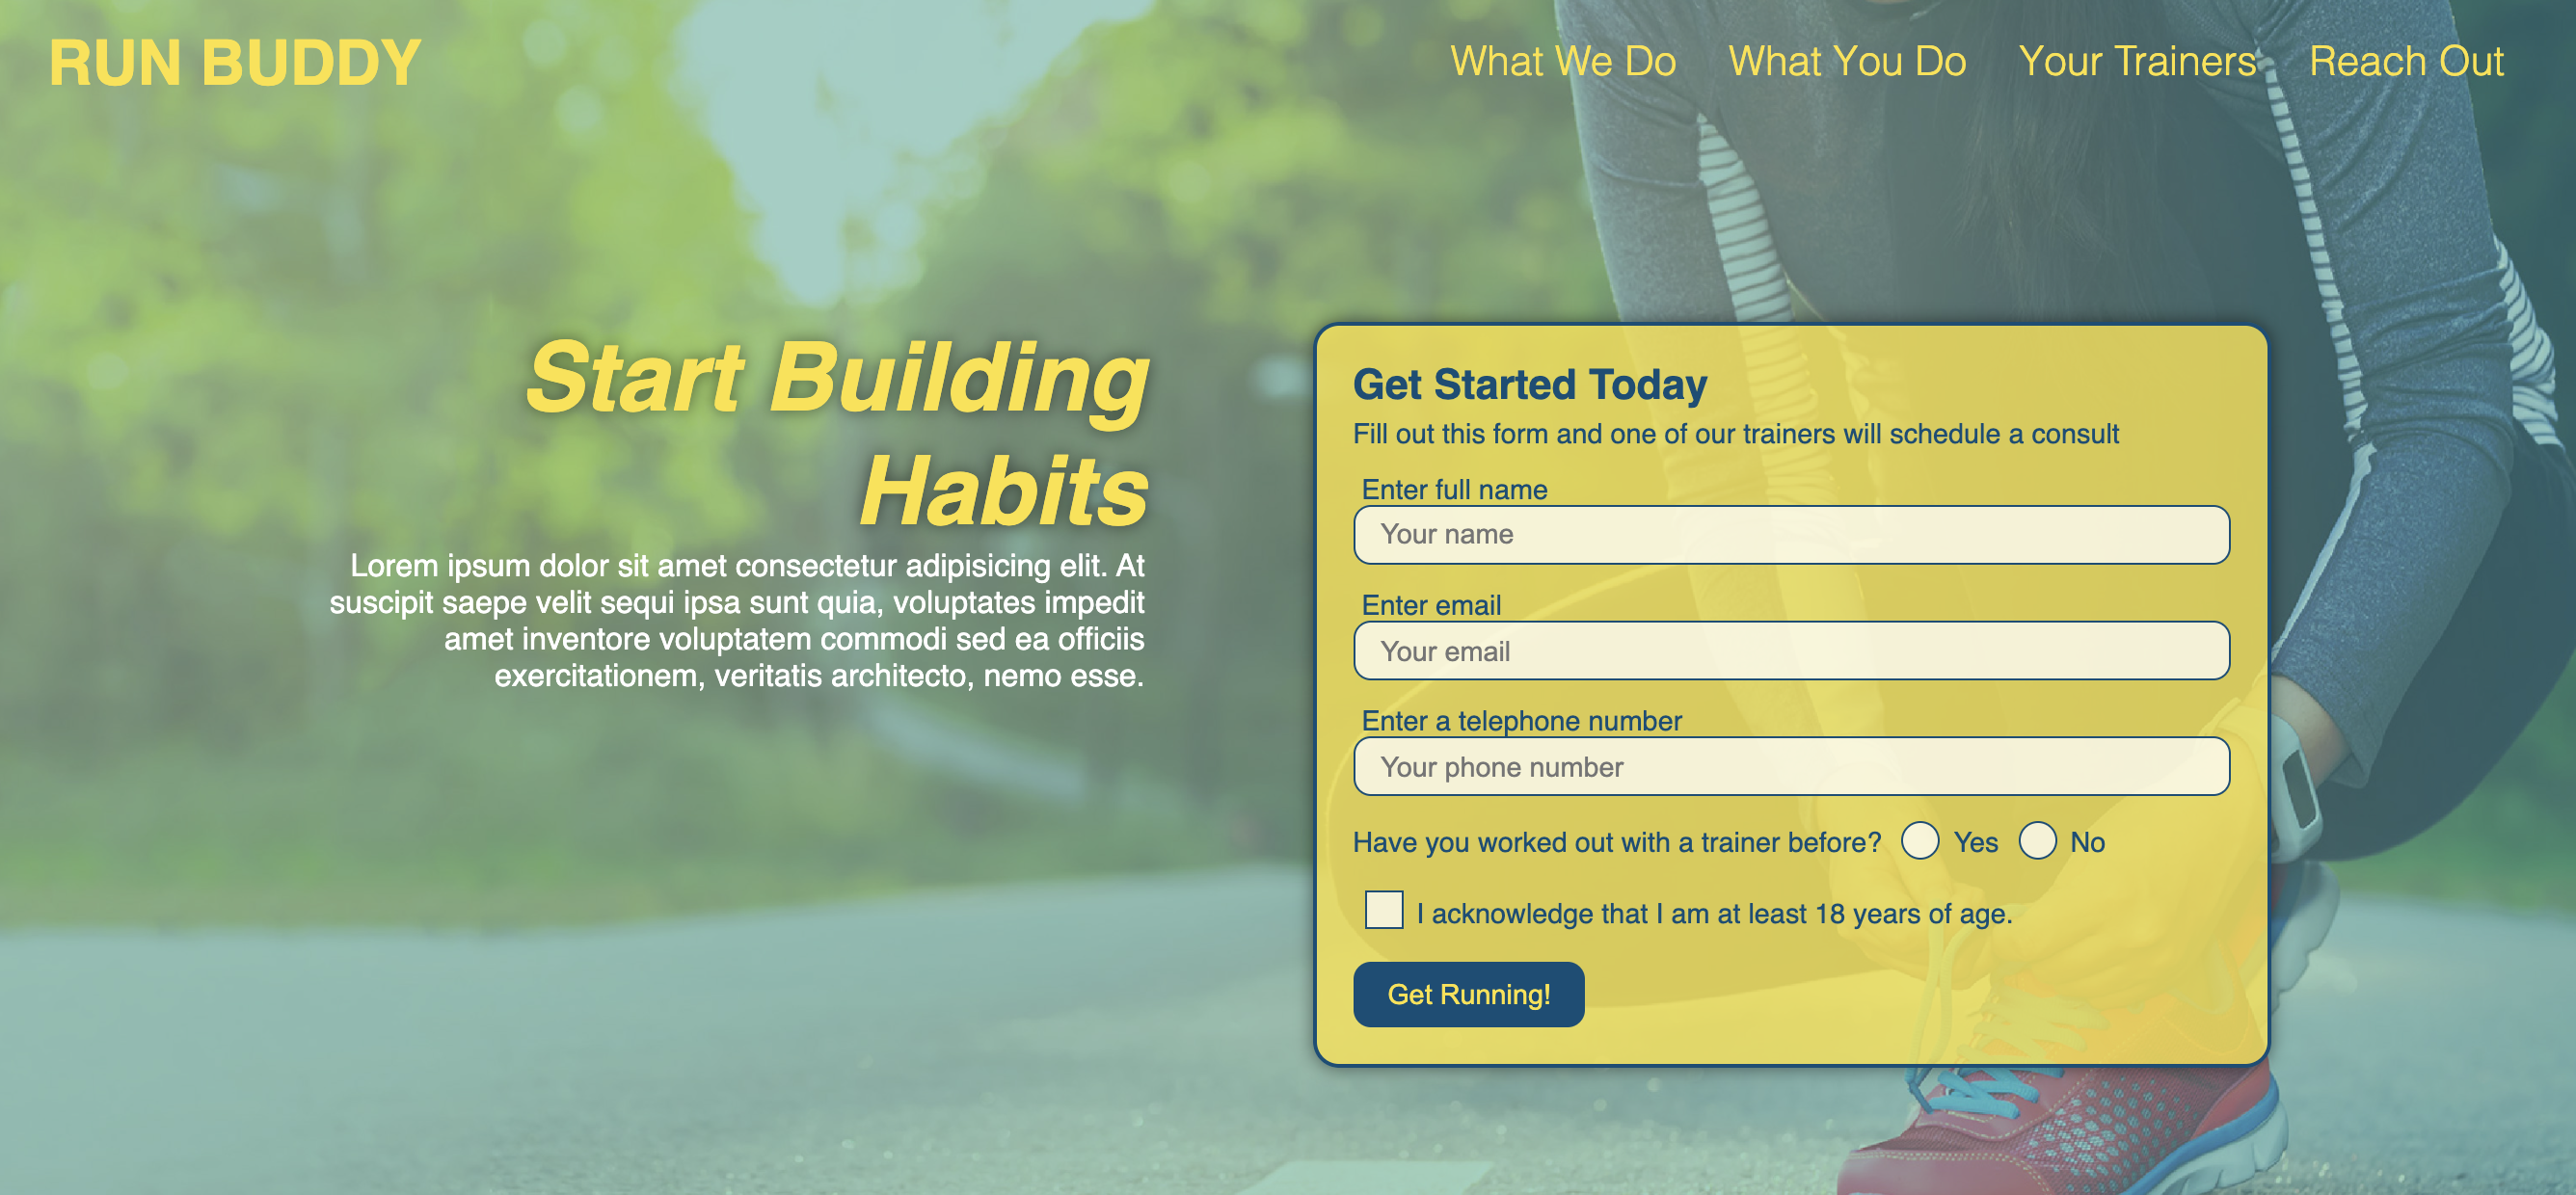 RUN BUDDY
What We Do
What You Do
Your Trainers
Reach Out
Start Building
Habits
Lorem ipsum dolor sit amet consectetur adipisicing elit. At
suscipit saepe velit sequi ipsa sunt quia, voluptates impedit
amet inventore voluptatem commodi sed ea officiis
exercitationem, veritatis architecto, nemo esse.
Get Started Today
Fill out this form and one of our trainers will schedule a consult
Enter full name
Your name
Enter email
Your email
Enter a telephone number
Your phone number
Have you worked out with a trainer before? Yes No
I acknowledge that I am at least 18 years of age.
Get Running!